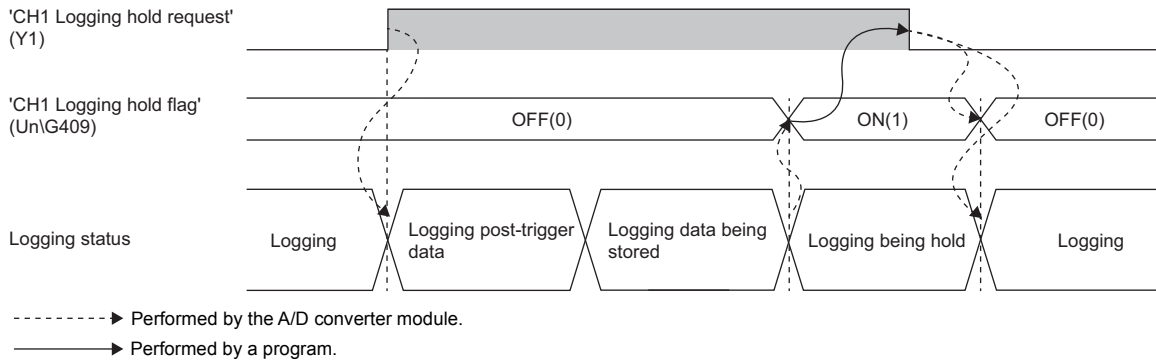 'CH1 Logging hold request'
(Y1)
'CH1 Logging hold flag'
(Un\G409)
OFF(0)
ON(1)
OFF(0)
Logging status
Logging
Logging post-trigger
data
Logging data being
stored
Logging being hold
Logging
Performed by the A/D converter module.
Performed by a program.